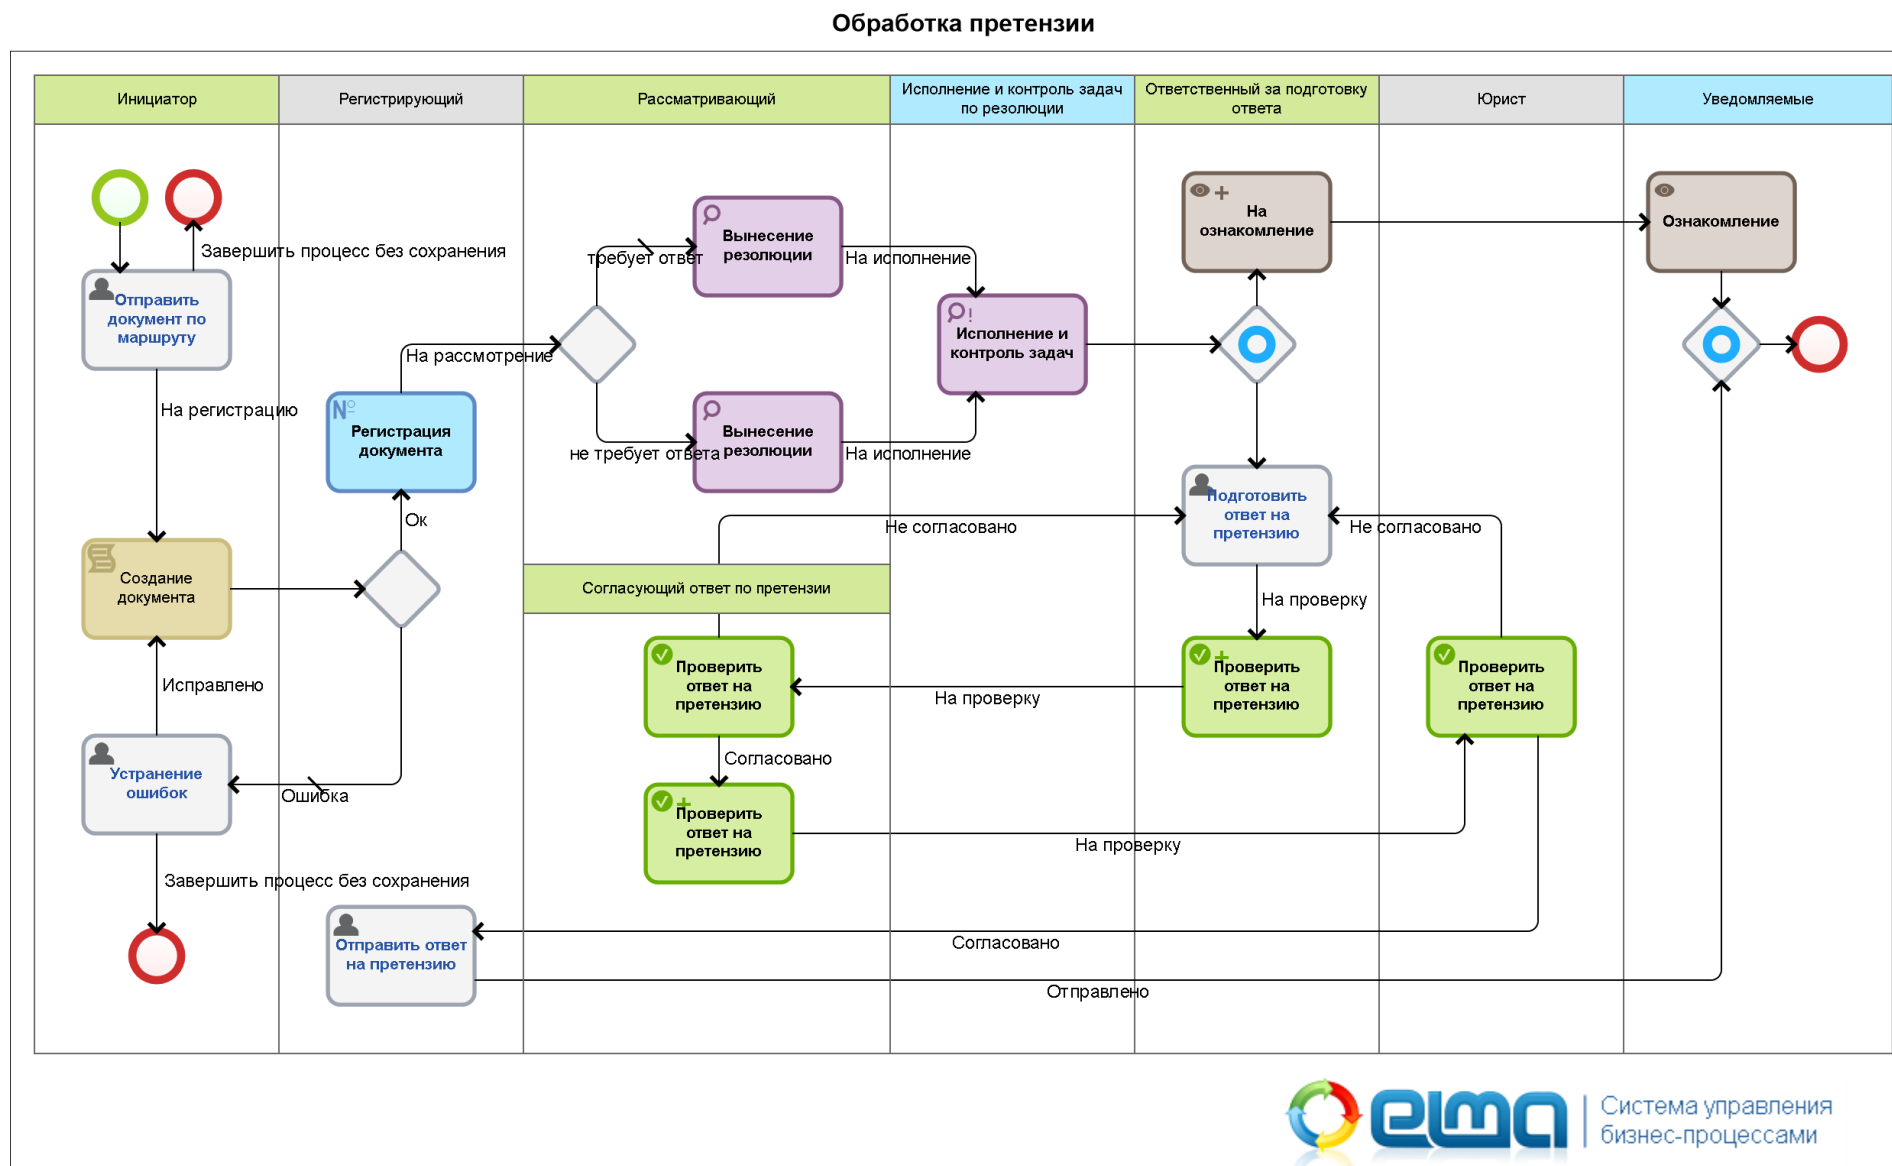 Обработка претензии
Инициатор
Регистрирующий
Рассматривающий
Исполнение и контроль задач
по резолюции
Ответственный за подготовку
ответа
Юрист
Уведомляемые
Завершить процесс без сохранения
Отправить
документ по
маршруту
На регистрацию
Создание
документа
Исправлено
Устранение
ошибок
Завершить процесс без сохранения
На рассмотрение
№
Регистрация
документа
Ок
Ошибка
Отправить ответ
на претензию
требует ответ
Вынесение
резолюции
На исполнение
не требует ответа
Вынесение
резолюции
На исполнение
Исполнение и
контроль задач
На
ознакомление
Ознакомление
Подготовить
ответ на
претензию
Не согласовано
Не согласовано
Согласующий ответ по претензии
На проверку
Проверить
ответ на
претензию
На проверку
Проверить
ответ на
претензию
Проверить
ответ на
претензию
Согласовано
Проверить
ответ на
претензию
На проверку
Согласовано
Отправлено
elma
Система управления
бизнес-процессами